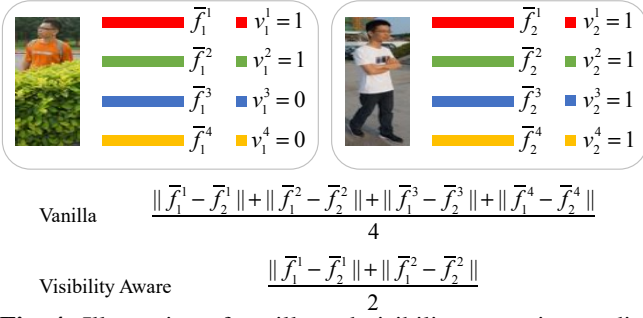 f̅₁¹ v₁¹ = 1 f̅₂¹ v₂¹ = 1
f̅₁² v₁² = 1 f̅₂² v₂² = 1
f̅₁³ v₁³ = 0 f̅₂³ v₂³ = 1
f̅₁⁴ v₁⁴ = 0 f̅₂⁴ v₂⁴ = 1
|| f̅₁¹ − f̅₂¹ || + || f̅₁² − f̅₂² || + || f̅₁³ − f̅₂³ || + || f̅₁⁴ − f̅₂⁴ ||
Vanilla
4
|| f̅₁¹ − f̅₂¹ || + || f̅₁² − f̅₂² ||
Visibility Aware
2